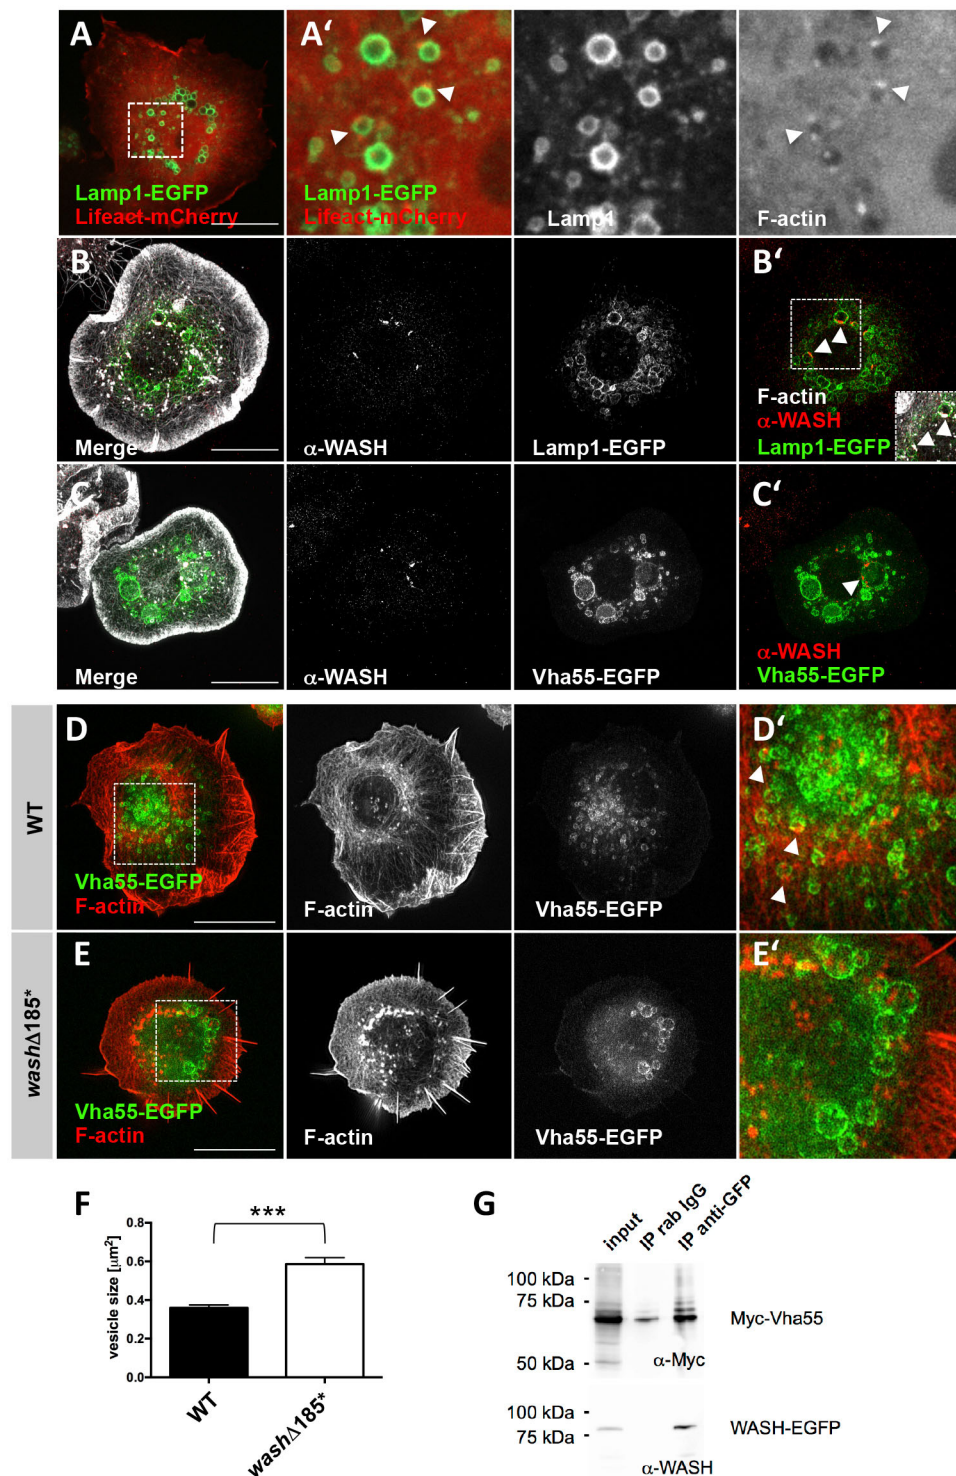 A
Lamp1-EGFP
Lifeact-mCherry
A'
Lamp1-EGFP
Lifeact-mCherry
Lamp1
F-actin
B
Merge
α-WASH
Lamp1-EGFP
B'
F-actin
α-WASH
Lamp1-EGFP
C
Merge
α-WASH
Vha55-EGFP
C'
α-WASH
Vha55-EGFP
WT
D
Vha55-EGFP
F-actin
F-actin
Vha55-EGFP
D'
washΔ185*
E
Vha55-EGFP
F-actin
F-actin
Vha55-EGFP
E'
F
***
vesicle size [µm²]
0.8
0.6
0.4
0.2
0.0
WT
washΔ185*
G
input
IP rab IgG
IP anti-GFP
100 kDa -
75 kDa -
50 kDa -
Myc-Vha55
α-Myc
100 kDa -
75 kDa -
WASH-EGFP
α-WASH